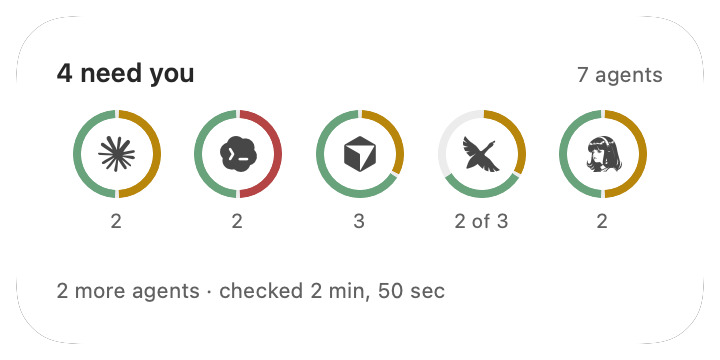 4 need you
7 agents
2
2
3
2 of 3
2
2 more agents · checked 2 min, 50 sec